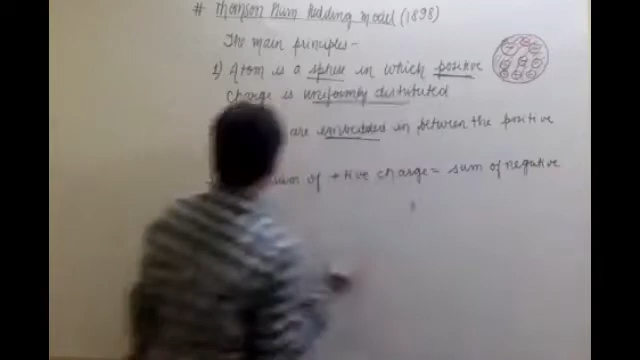 # Thomson Plum Pudding model (1898)
The main principles -
1) Atom is a sphere in which positive
charge is uniformly distributed
are embedded in between the positive
sum of +tive charge = sum of negative